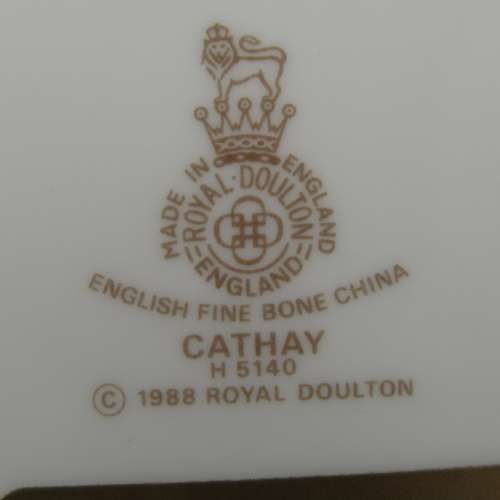 MADE IN ENGLAND
ROYAL · DOULTON
ENGLAND
ENGLISH FINE BONE CHINA
CATHAY
H 5140
© 1988 ROYAL DOULTON